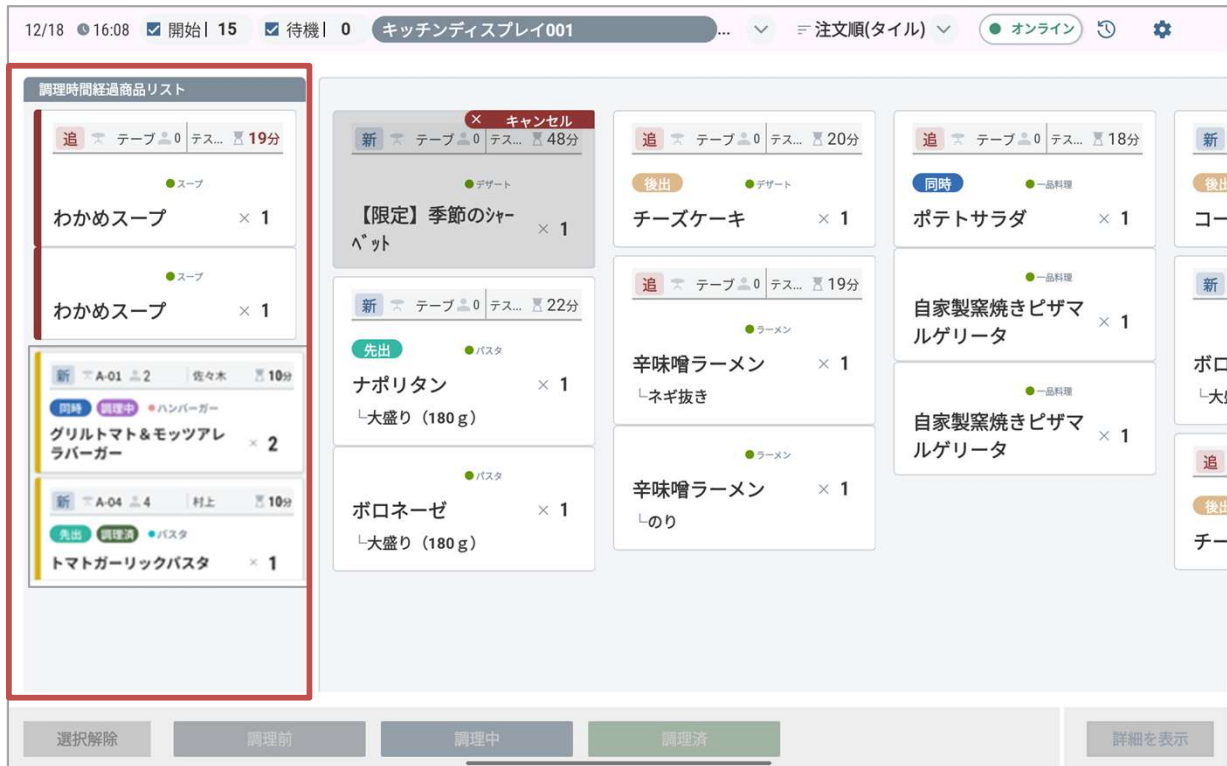 12/18 16:08 開始 | 15 待機 | 0 キッチンディスプレイ001 ... 注文順(タイル) オンライン
調理時間経過商品リスト
追 テーブ 0 テス... 19分
スープ
わかめスープ × 1
スープ
わかめスープ × 1
新 A-01 2 佐々木 10分
同時 調理中 ハンバーガー
グリルトマト&モッツアレ
ラバーガー × 2
新 A-04 4 村上 10分
先出 調理済 パスタ
トマトガーリックパスタ × 1
× キャンセル
新 テーブ 0 テス... 48分
デザート
【限定】季節のシャー
ベット × 1
新 テーブ 0 テス... 22分
先出 パスタ
ナポリタン × 1
└大盛り（180ｇ）
パスタ
ボロネーゼ × 1
└大盛り（180ｇ）
追 テーブ 0 テス... 20分
後出 デザート
チーズケーキ × 1
追 テーブ 0 テス... 19分
ラーメン
辛味噌ラーメン × 1
└ネギ抜き
ラーメン
辛味噌ラーメン × 1
└のり
追 テーブ 0 テス... 18分
同時 一品料理
ポテトサラダ × 1
一品料理
自家製窯焼きピザマ
ルゲリータ × 1
一品料理
自家製窯焼きピザマ
ルゲリータ × 1
新
コー
新
ボロ
└大
追
チー
選択解除 調理前 調理中 調理済 詳細を表示